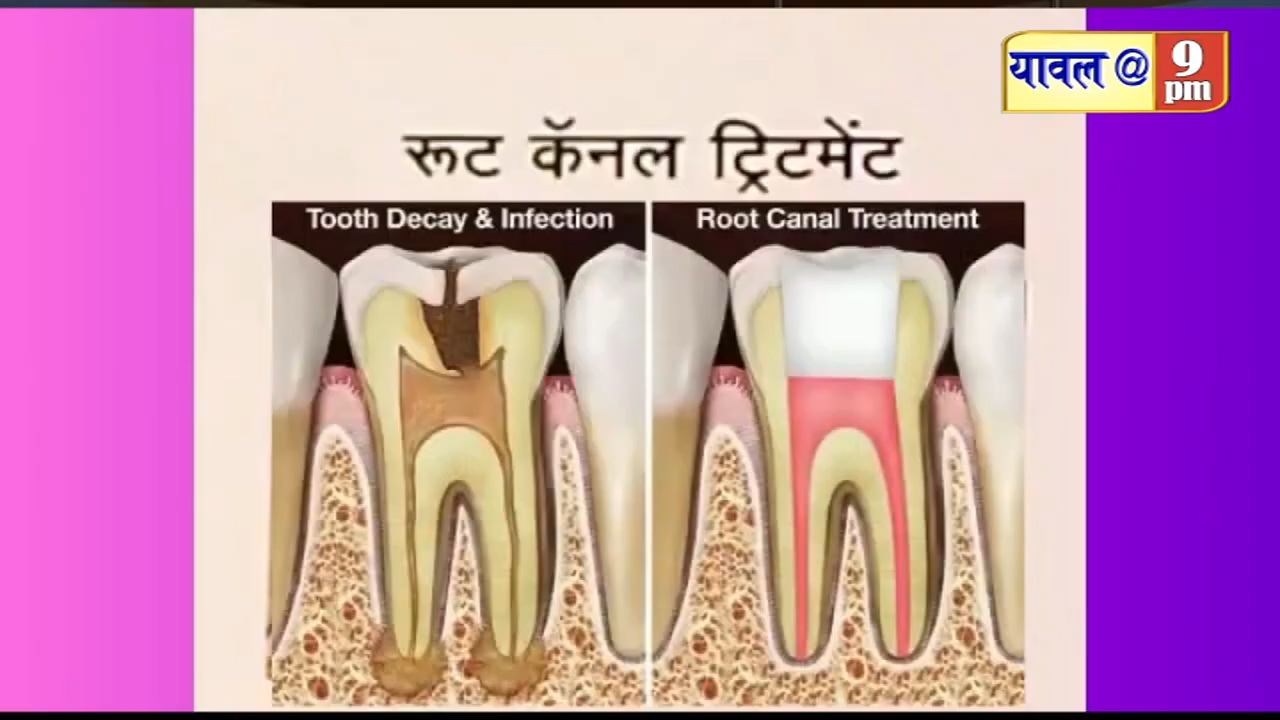 यावल @ 9 pm
रूट कॅनल ट्रिटमेंट
Tooth Decay & Infection
Root Canal Treatment